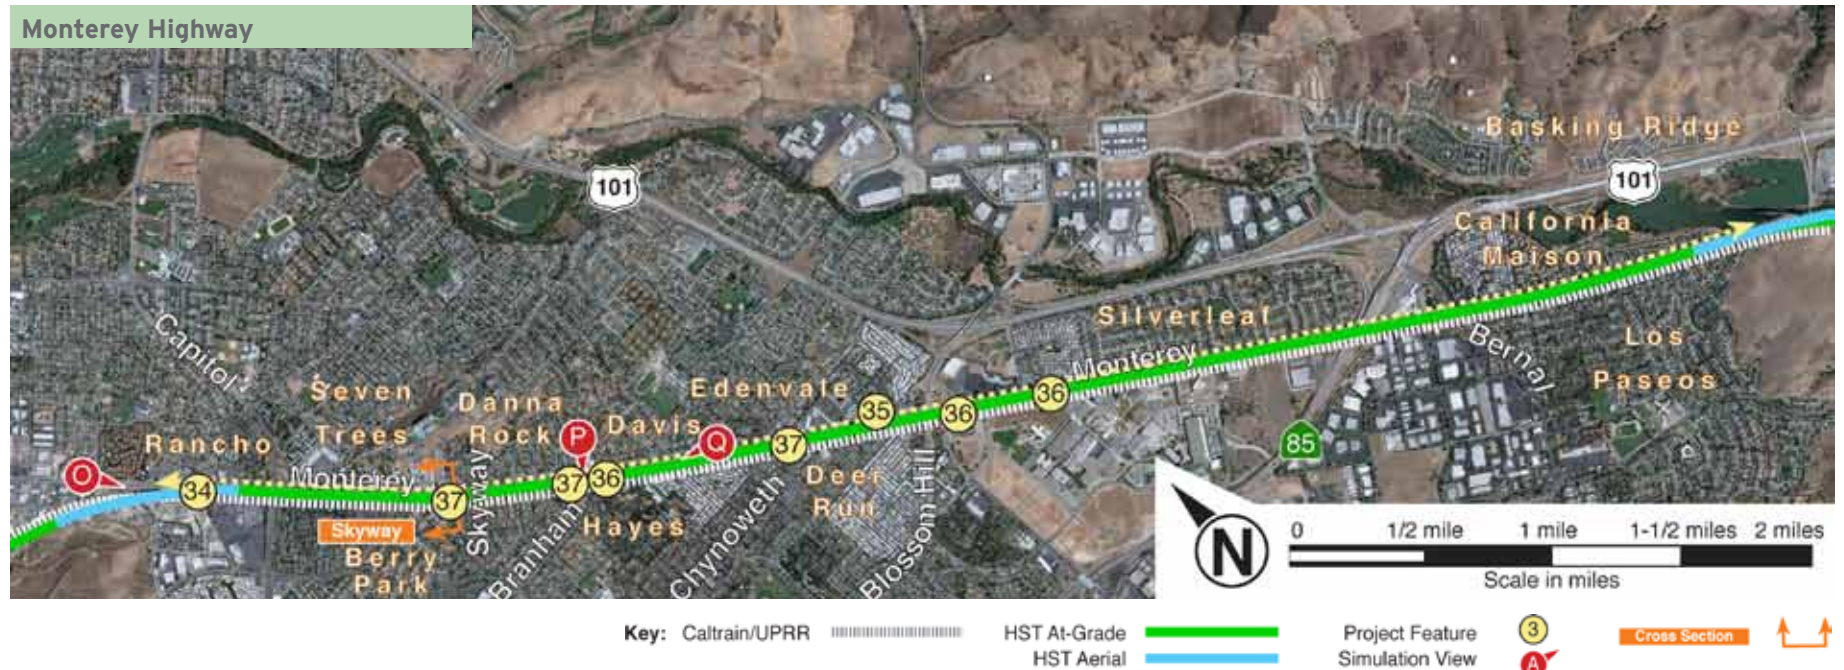 Monterey Highway
Basking Ridge
101
101
California
Maison
Capitol
Silverleaf
Monterey
Bernal
Los
Paseos
Seven
Trees
Danna
Rock
Davis
Edenvale
Rancho
Monterey
O
P
Q
34
37
37
36
37
35
36
36
85
Skyway
Skyway
Berry
Park
Branham
Hayes
Chynoweth
Deer
Run
Blossom Hill
N
0 1/2 mile 1 mile 1-1/2 miles 2 miles
Scale in miles
Key: Caltrain/UPRR HST At-Grade Project Feature 3 Cross Section
HST Aerial Simulation View A